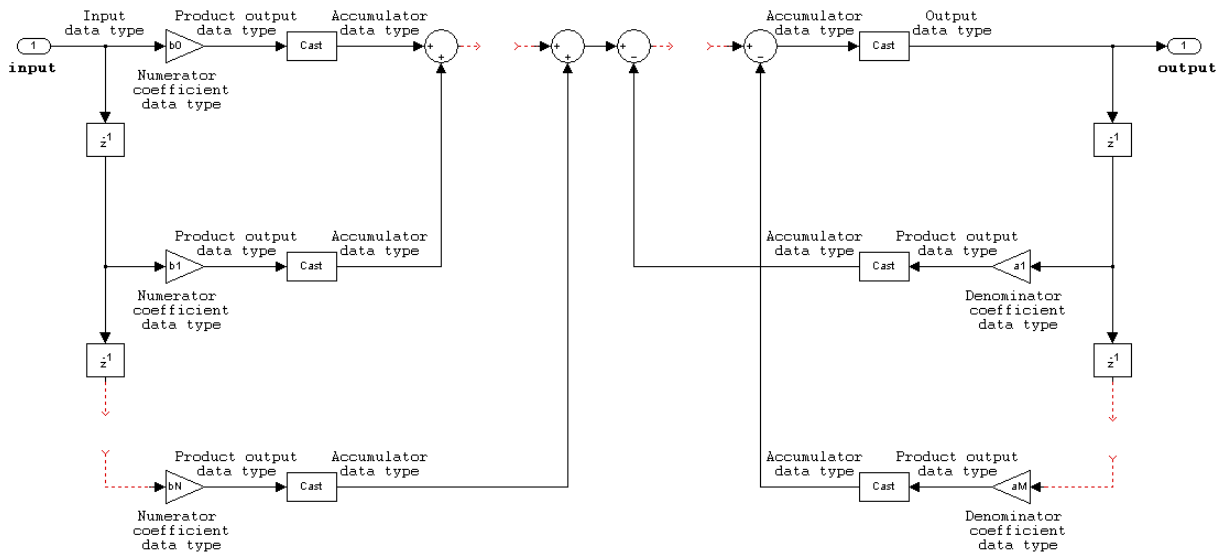 Input
data type
Product output
data type
Accumulator
data type
Accumulator
data type
Output
data type
1
b0
Cast
+
+
+
+
+
−
+
−
Cast
1
input
output
Numerator
coefficient
data type
z-1
z-1
Product output
data type
Accumulator
data type
Accumulator
data type
Product output
data type
b1
Cast
Cast
a1
Numerator
coefficient
data type
Denominator
coefficient
data type
z-1
z-1
Product output
data type
Accumulator
data type
Accumulator
data type
Product output
data type
bN
Cast
Cast
aM
Numerator
coefficient
data type
Denominator
coefficient
data type